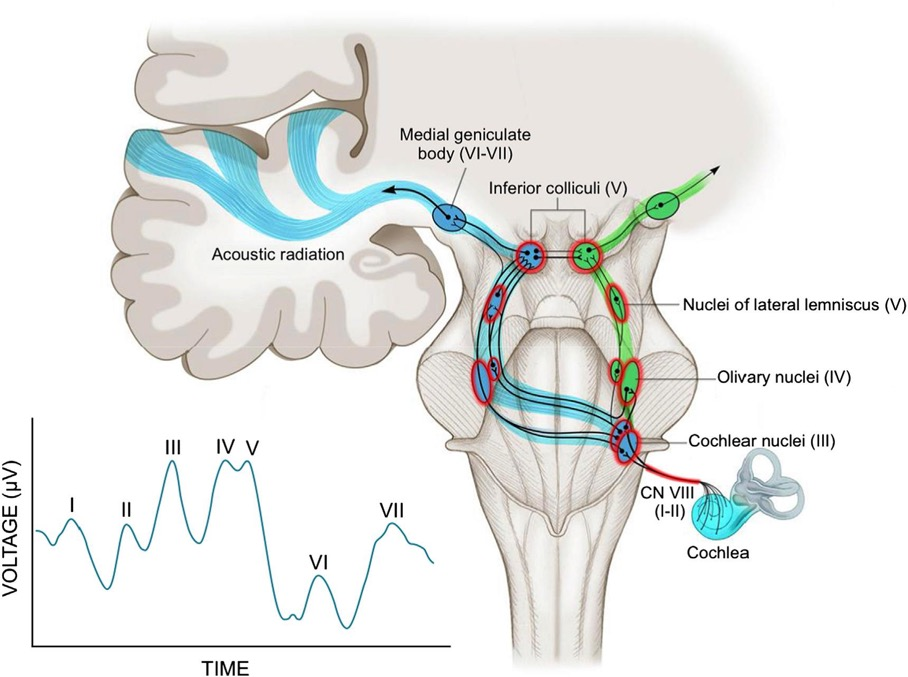 Medial geniculate
body (VI-VII)
Inferior colliculi (V)
Acoustic radiation
Nuclei of lateral lemniscus (V)
Olivary nuclei (IV)
Cochlear nuclei (III)
CN VIII
(I-II)
Cochlea
VOLTAGE (µV)
I
II
III
IV
V
VI
VII
TIME